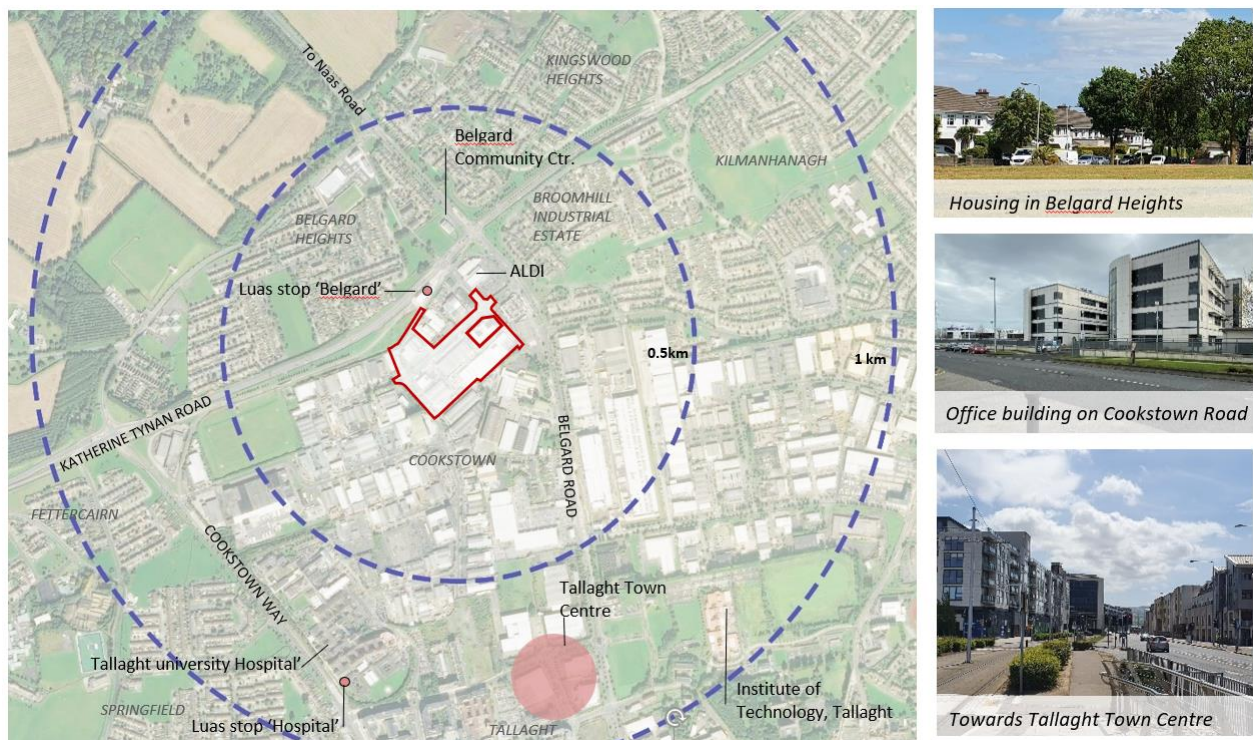 To Naas Road
KINGSWOOD
HEIGHTS
Belgard
Community Ctr.
KILMANHANAGH
BELGARD
HEIGHTS
BROOMHILL
INDUSTRIAL
ESTATE
ALDI
Luas stop ‘Belgard’
0.5km
1 km
KATHERINE TYNAN ROAD
BELGARD ROAD
COOKSTOWN
FETTERCAIRN
COOKSTOWN WAY
Tallaght Town
Centre
Tallaght university Hospital’
Luas stop ‘Hospital’
SPRINGFIELD
TALLAGHT
Institute of
Technology, Tallaght
Housing in Belgard Heights
Office building on Cookstown Road
Towards Tallaght Town Centre